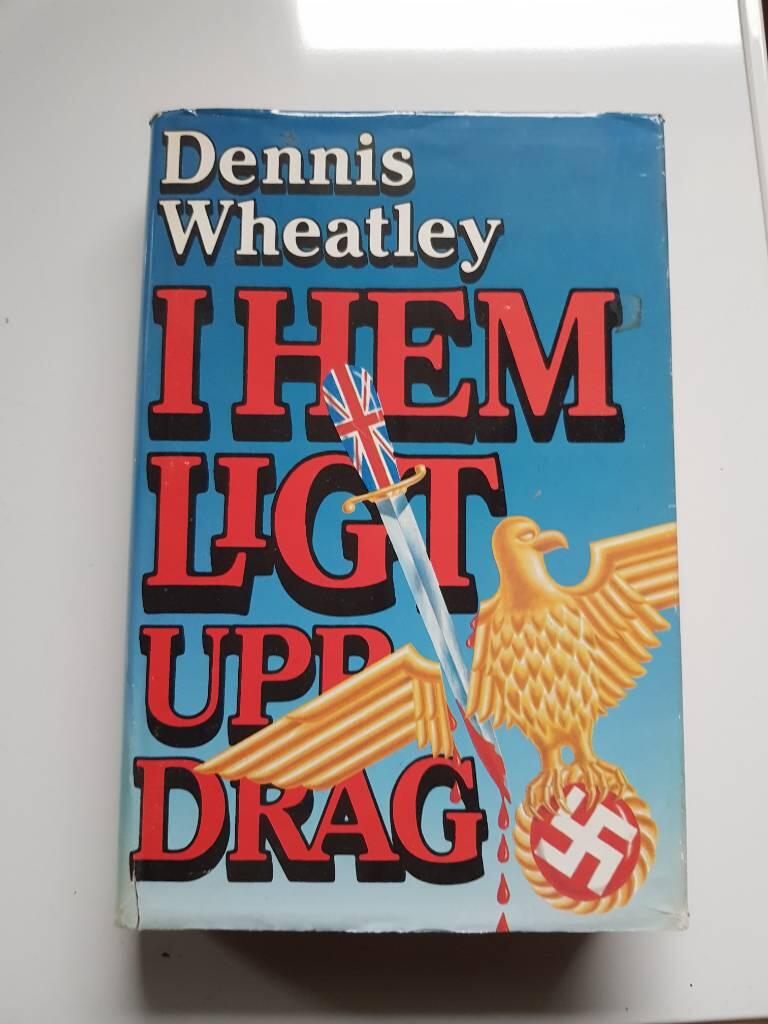 Dennis
Wheatley
I HEM
LIGT
UPP
DRAG